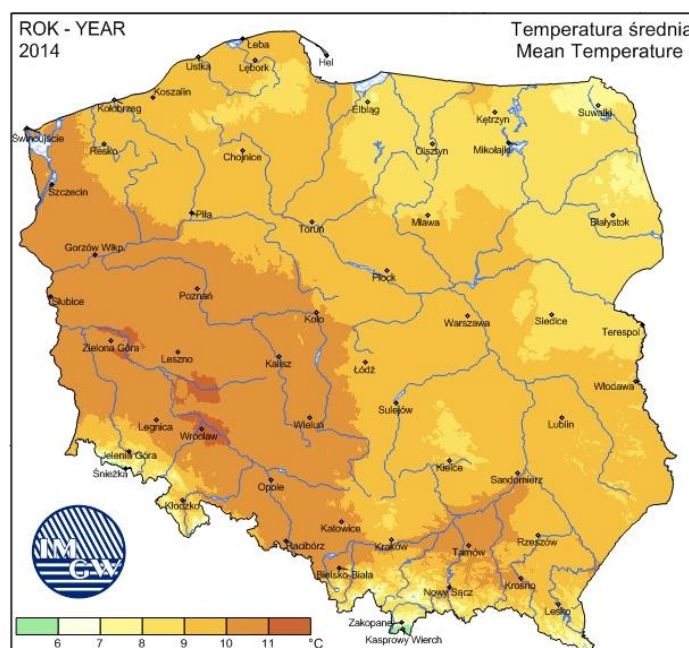 ROK - YEAR
2014
Temperatura średnia
Mean Temperature
Łeba
Ustka
Lębork
Hel
Koszalin
Kołobrzeg
Elbląg
Kętrzyn
Suwałki
Świnoujście
Resko
Chojnice
Olsztyn
Mikołajki
Szczecin
Piła
Toruń
Mława
Białystok
Gorzów Wlkp.
Płock
Słubice
Poznań
Koło
Warszawa
Siedlce
Terespol
Zielona Góra
Leszno
Kalisz
Łódź
Włodawa
Sulejów
Legnica
Wrocław
Wieluń
Lublin
Jelenia Góra
Śnieżka
Kielce
Sandomierz
Opole
Kłodzko
Katowice
Racibórz
Kraków
Tarnów
Rzeszów
Bielsko-Biała
Nowy Sącz
Krosno
Lesko
Zakopane
Kasprowy Wierch
IM
GW
6 7 8 9 10 11 °C